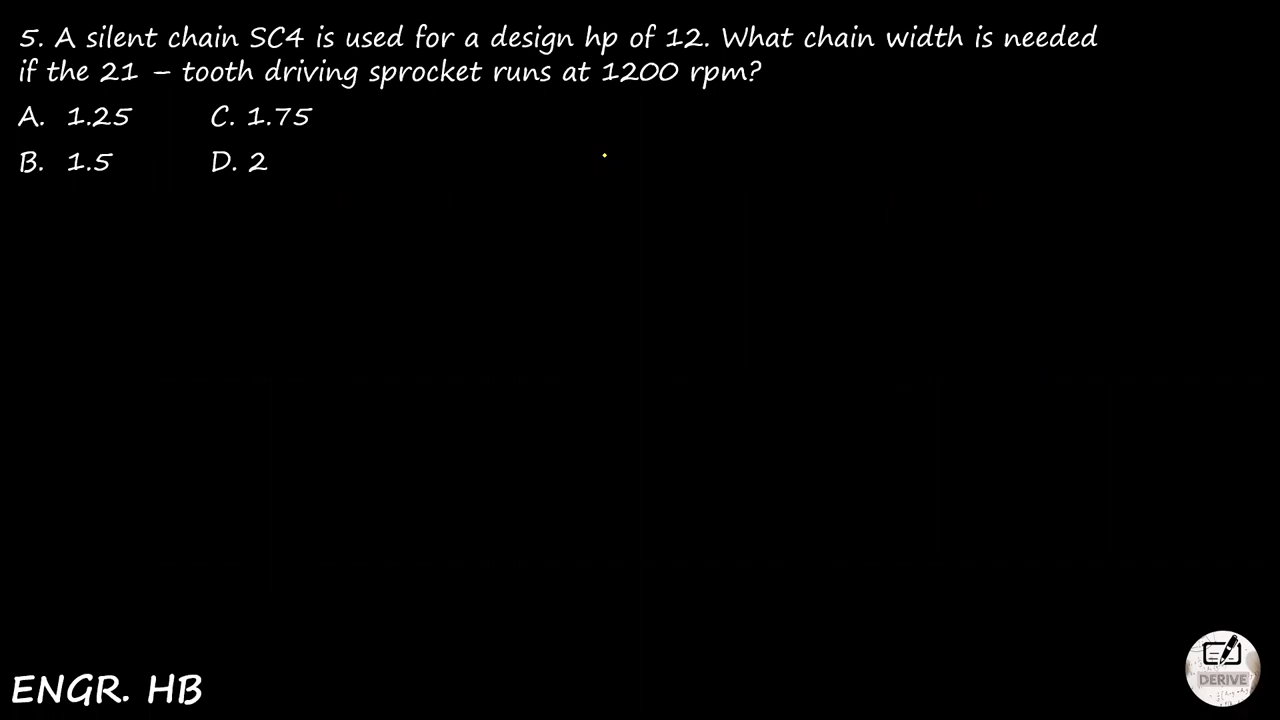 5. A silent chain SC4 is used for a design hp of 12. What chain width is needed
if the 21 – tooth driving sprocket runs at 1200 rpm?
A. 1.25 C. 1.75
B. 1.5 D. 2
ENGR. HB
DERIVE